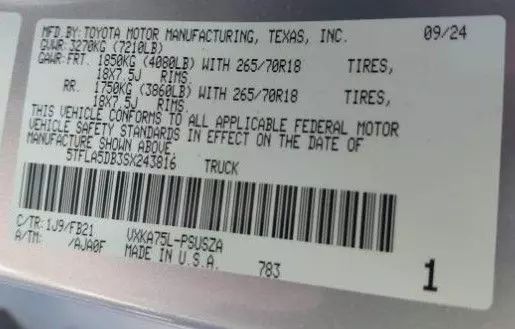 MFD.BY:TOYOTA MOTOR MANUFACTURING, TEXAS, INC. 09/24
GVWR:3270KG (7210LB)
GAWR:FRT. 1850KG (4080LB) WITH 265/70R18 TIRES,
18X7.5J RIMS.
RR. 1750KG (3860LB) WITH 265/70R18 TIRES,
18X7.5J RIMS.
THIS VEHICLE CONFORMS TO ALL APPLICABLE FEDERAL MOTOR
VEHICLE SAFETY STANDARDS IN EFFECT ON THE DATE OF
MANUFACTURE SHOWN ABOVE.
5TFLA5DB3SX243816 TRUCK
C/TR:1J9/FB21 VXKA75L-PSUSZA
A/TM: /AJA0F MADE IN U.S.A. 783 1